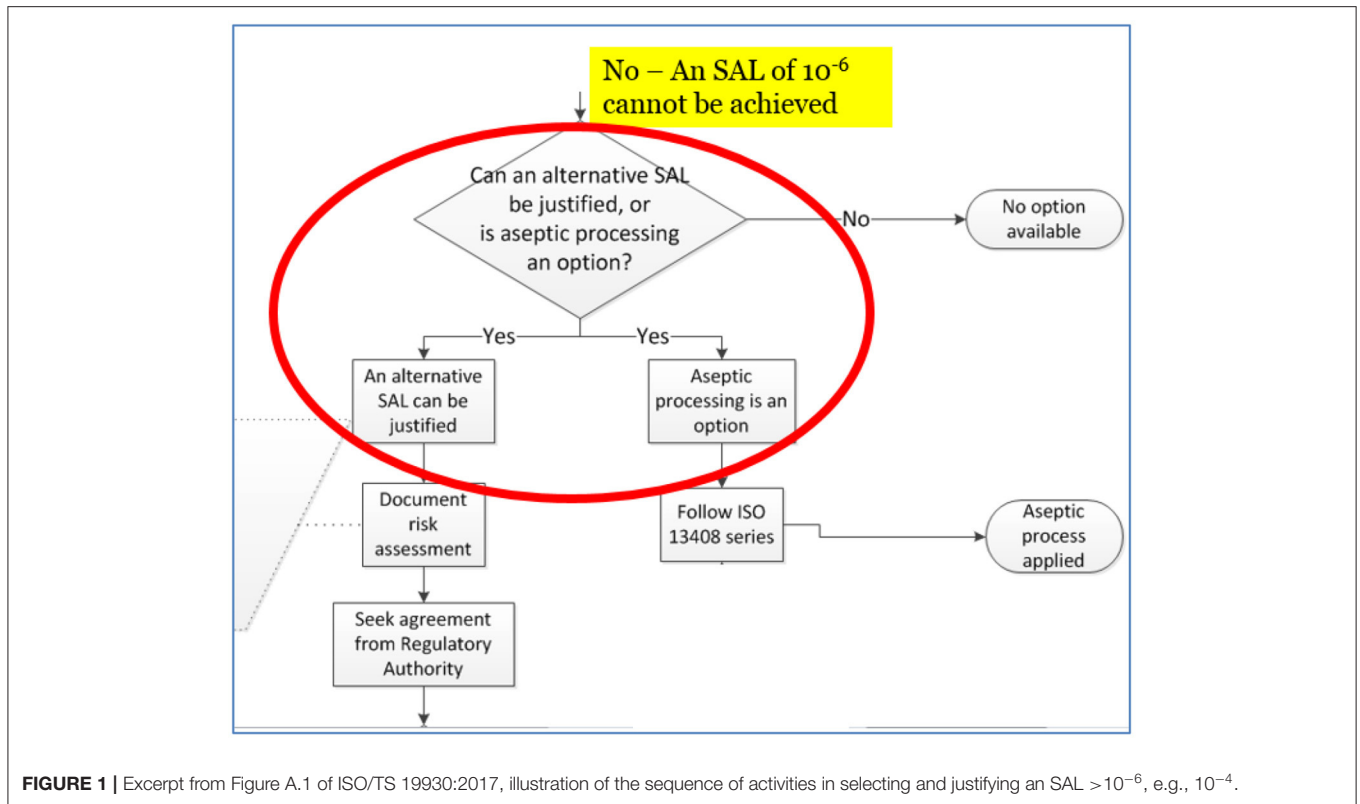 No – An SAL of 10⁻⁶
cannot be achieved
Can an alternative SAL
be justified, or
is aseptic processing
an option?
No
No option
available
Yes
Yes
An alternative
SAL can be
justified
Aseptic
processing is an
option
Document
risk
assessment
Follow ISO
13408 series
Aseptic
process
applied
Seek agreement
from Regulatory
Authority
FIGURE 1 | Excerpt from Figure A.1 of ISO/TS 19930:2017, illustration of the sequence of activities in selecting and justifying an SAL >10⁻⁶, e.g., 10⁻⁴.